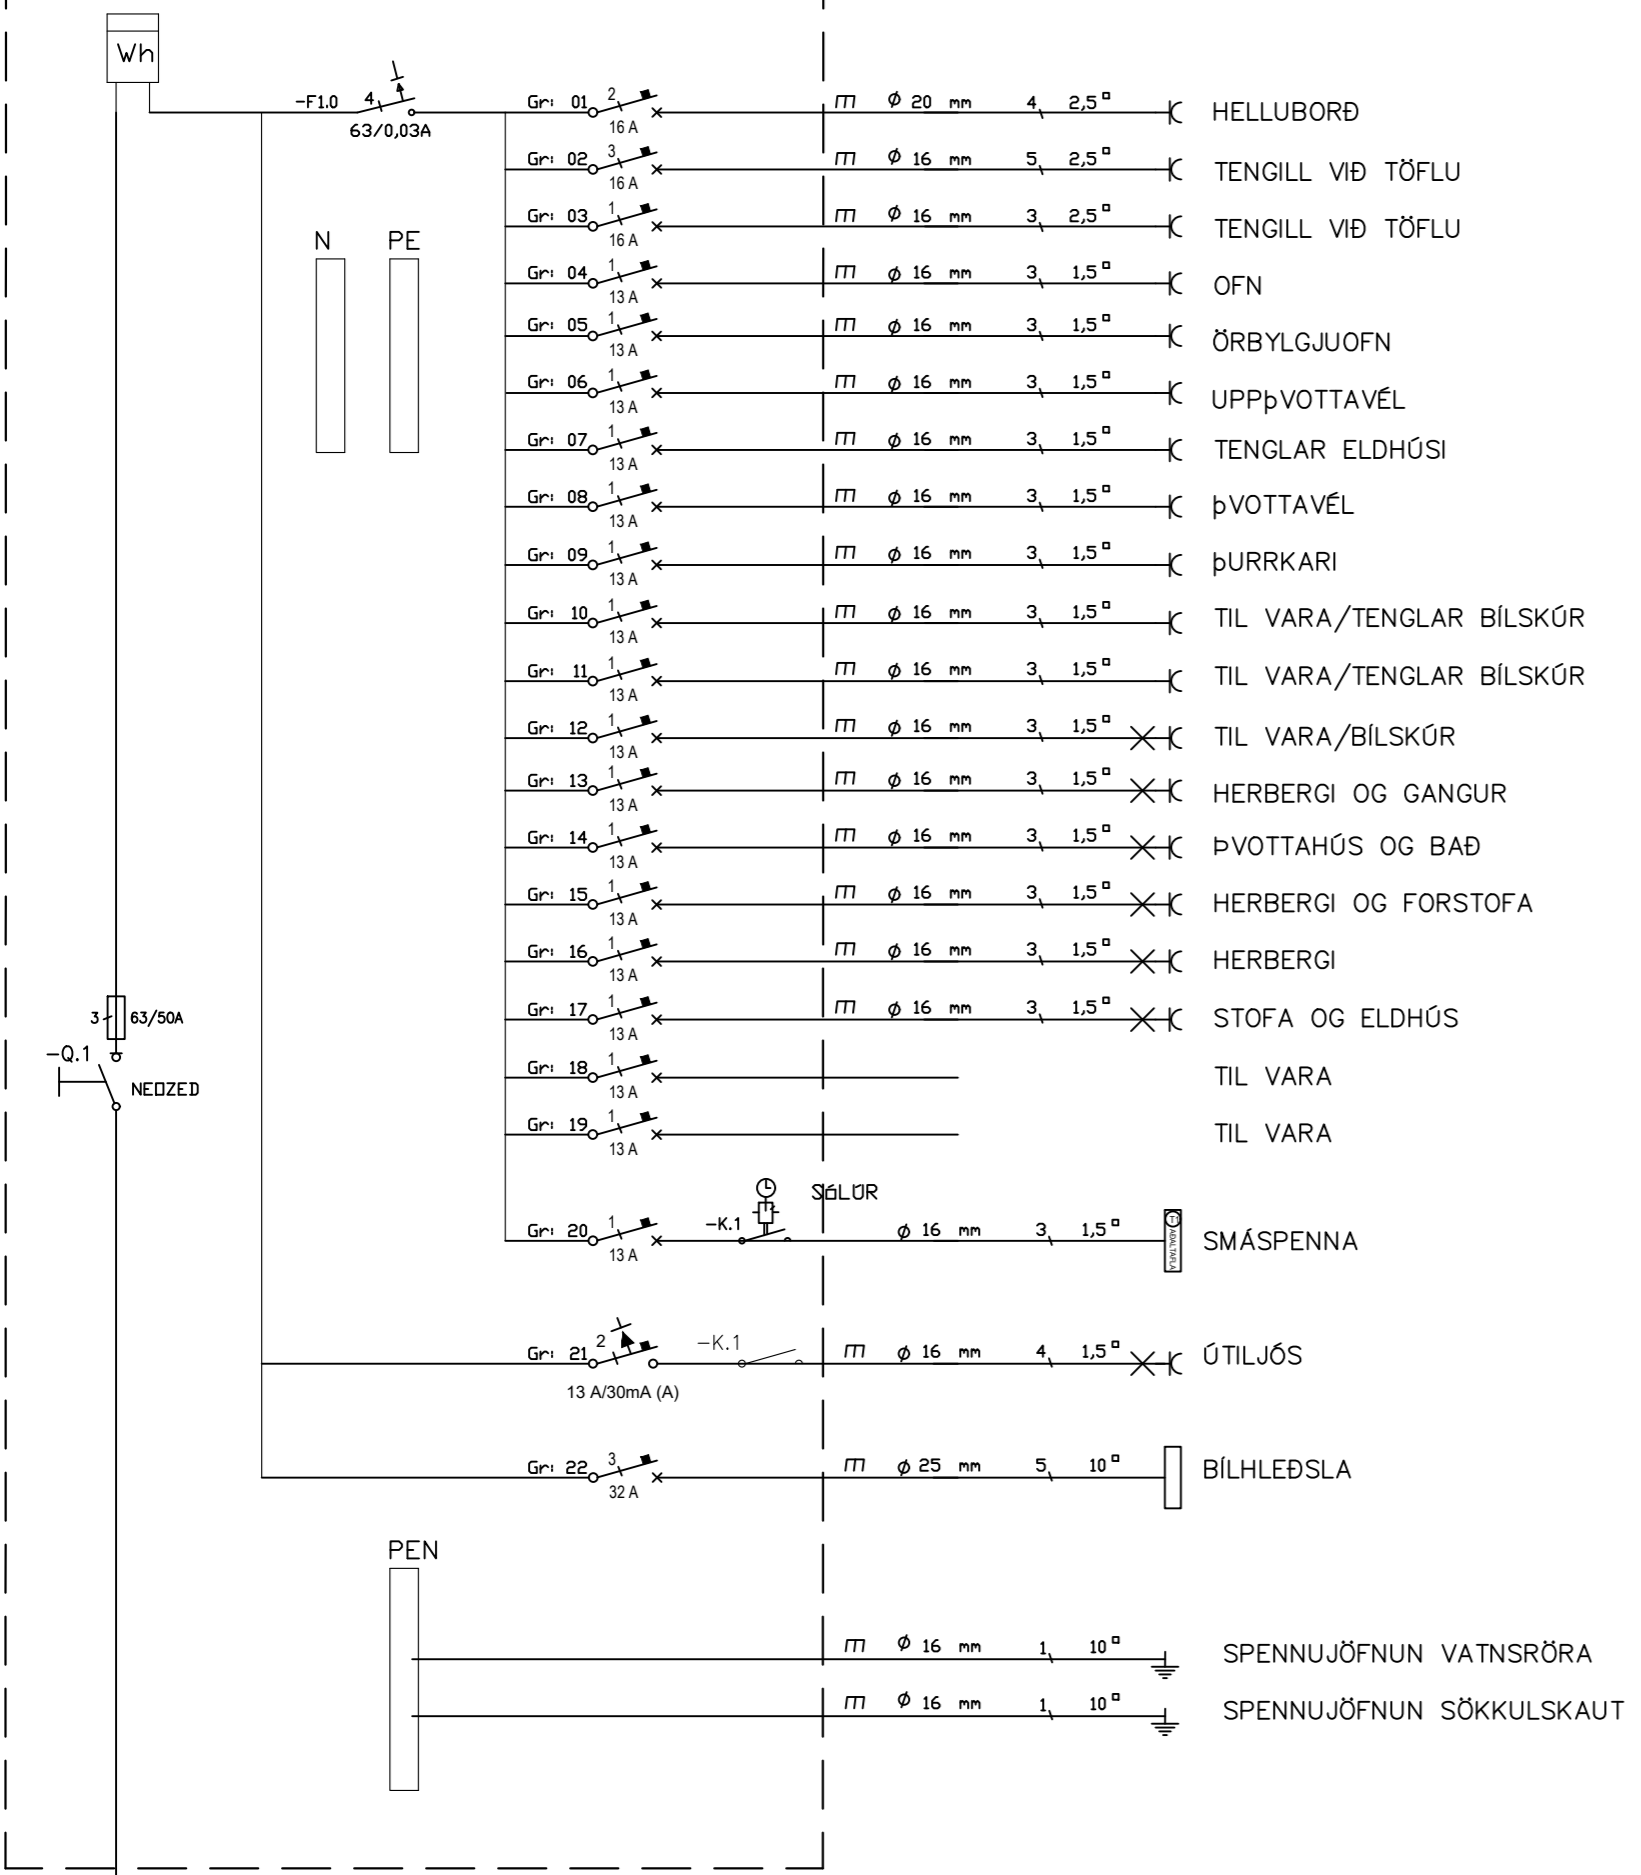 Wh
-F1.0 4 63/0,03A
Gr: 01 2 16 A m ø 20 mm 4 2,5▫ HELLUBORÐ
Gr: 02 3 16 A m ø 16 mm 5 2,5▫ TENGILL VIÐ TÖFLU
Gr: 03 1 16 A m ø 16 mm 3 2,5▫ TENGILL VIÐ TÖFLU
N PE
Gr: 04 1 13 A m ø 16 mm 3 1,5▫ OFN
Gr: 05 1 13 A m ø 16 mm 3 1,5▫ ÖRBYLGJUOFN
Gr: 06 1 13 A m ø 16 mm 3 1,5▫ UPPþVOTTAVÉL
Gr: 07 1 13 A m ø 16 mm 3 1,5▫ TENGLAR ELDHÚSI
Gr: 08 1 13 A m ø 16 mm 3 1,5▫ þVOTTAVÉL
Gr: 09 1 13 A m ø 16 mm 3 1,5▫ þURRKARI
Gr: 10 1 13 A m ø 16 mm 3 1,5▫ TIL VARA/TENGLAR BÍLSKÚR
Gr: 11 1 13 A m ø 16 mm 3 1,5▫ TIL VARA/TENGLAR BÍLSKÚR
Gr: 12 1 13 A m ø 16 mm 3 1,5▫ TIL VARA/BÍLSKÚR
Gr: 13 1 13 A m ø 16 mm 3 1,5▫ HERBERGI OG GANGUR
Gr: 14 1 13 A m ø 16 mm 3 1,5▫ ÞVOTTAHÚS OG BAÐ
Gr: 15 1 13 A m ø 16 mm 3 1,5▫ HERBERGI OG FORSTOFA
Gr: 16 1 13 A m ø 16 mm 3 1,5▫ HERBERGI
Gr: 17 1 13 A m ø 16 mm 3 1,5▫ STOFA OG ELDHÚS
3 63/50A
-Q.1
NEOZED
Gr: 18 1 13 A TIL VARA
Gr: 19 1 13 A TIL VARA
SóLÚR
Gr: 20 1 13 A -K.1 ø 16 mm 3 1,5▫ T1 AÐALTAFLA SMÁSPENNA
Gr: 21 2 13 A/30mA (A) -K.1 m ø 16 mm 4 1,5▫ ÚTILJÓS
Gr: 22 3 32 A m ø 25 mm 5 10▫ BÍLHLEÐSLA
PEN
m ø 16 mm 1 10▫ SPENNUJÖFNUN VATNSRÖRA
m ø 16 mm 1 10▫ SPENNUJÖFNUN SÖKKULSKAUT